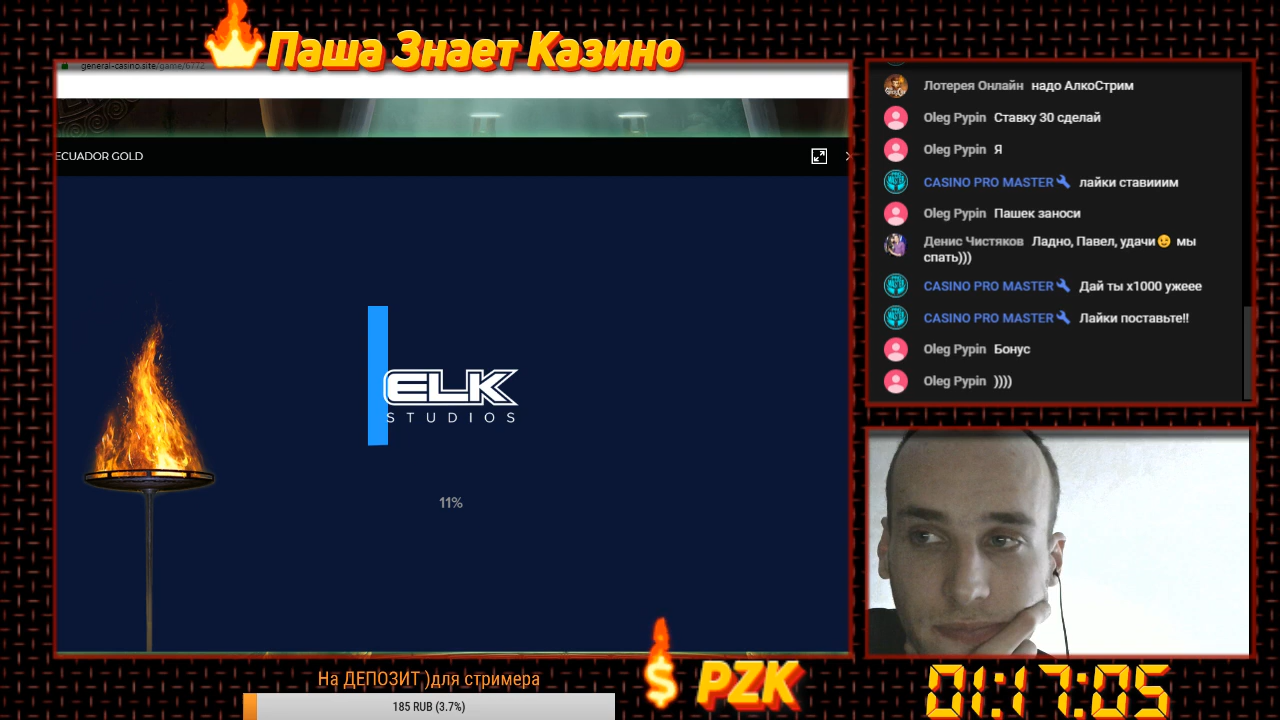 Паша Знает Казино
general-casino.site/game/6772
ECUADOR GOLD
ELK
STUDIOS
11%
Лотерея Онлайн надо АлкоСтрим
Oleg Pypin Ставку 30 сделай
Oleg Pypin Я
CASINO PRO MASTER лайки ставииим
Oleg Pypin Пашек заноси
Денис Чистяков Ладно, Павел, удачи😉 мы
спать)))
CASINO PRO MASTER Дай ты х1000 ужеее
CASINO PRO MASTER Лайки поставьте!!
Oleg Pypin Бонус
Oleg Pypin ))))
На ДЕПОЗИТ )для стримера
185 RUB (3.7%)
$ PZK
01:17:05